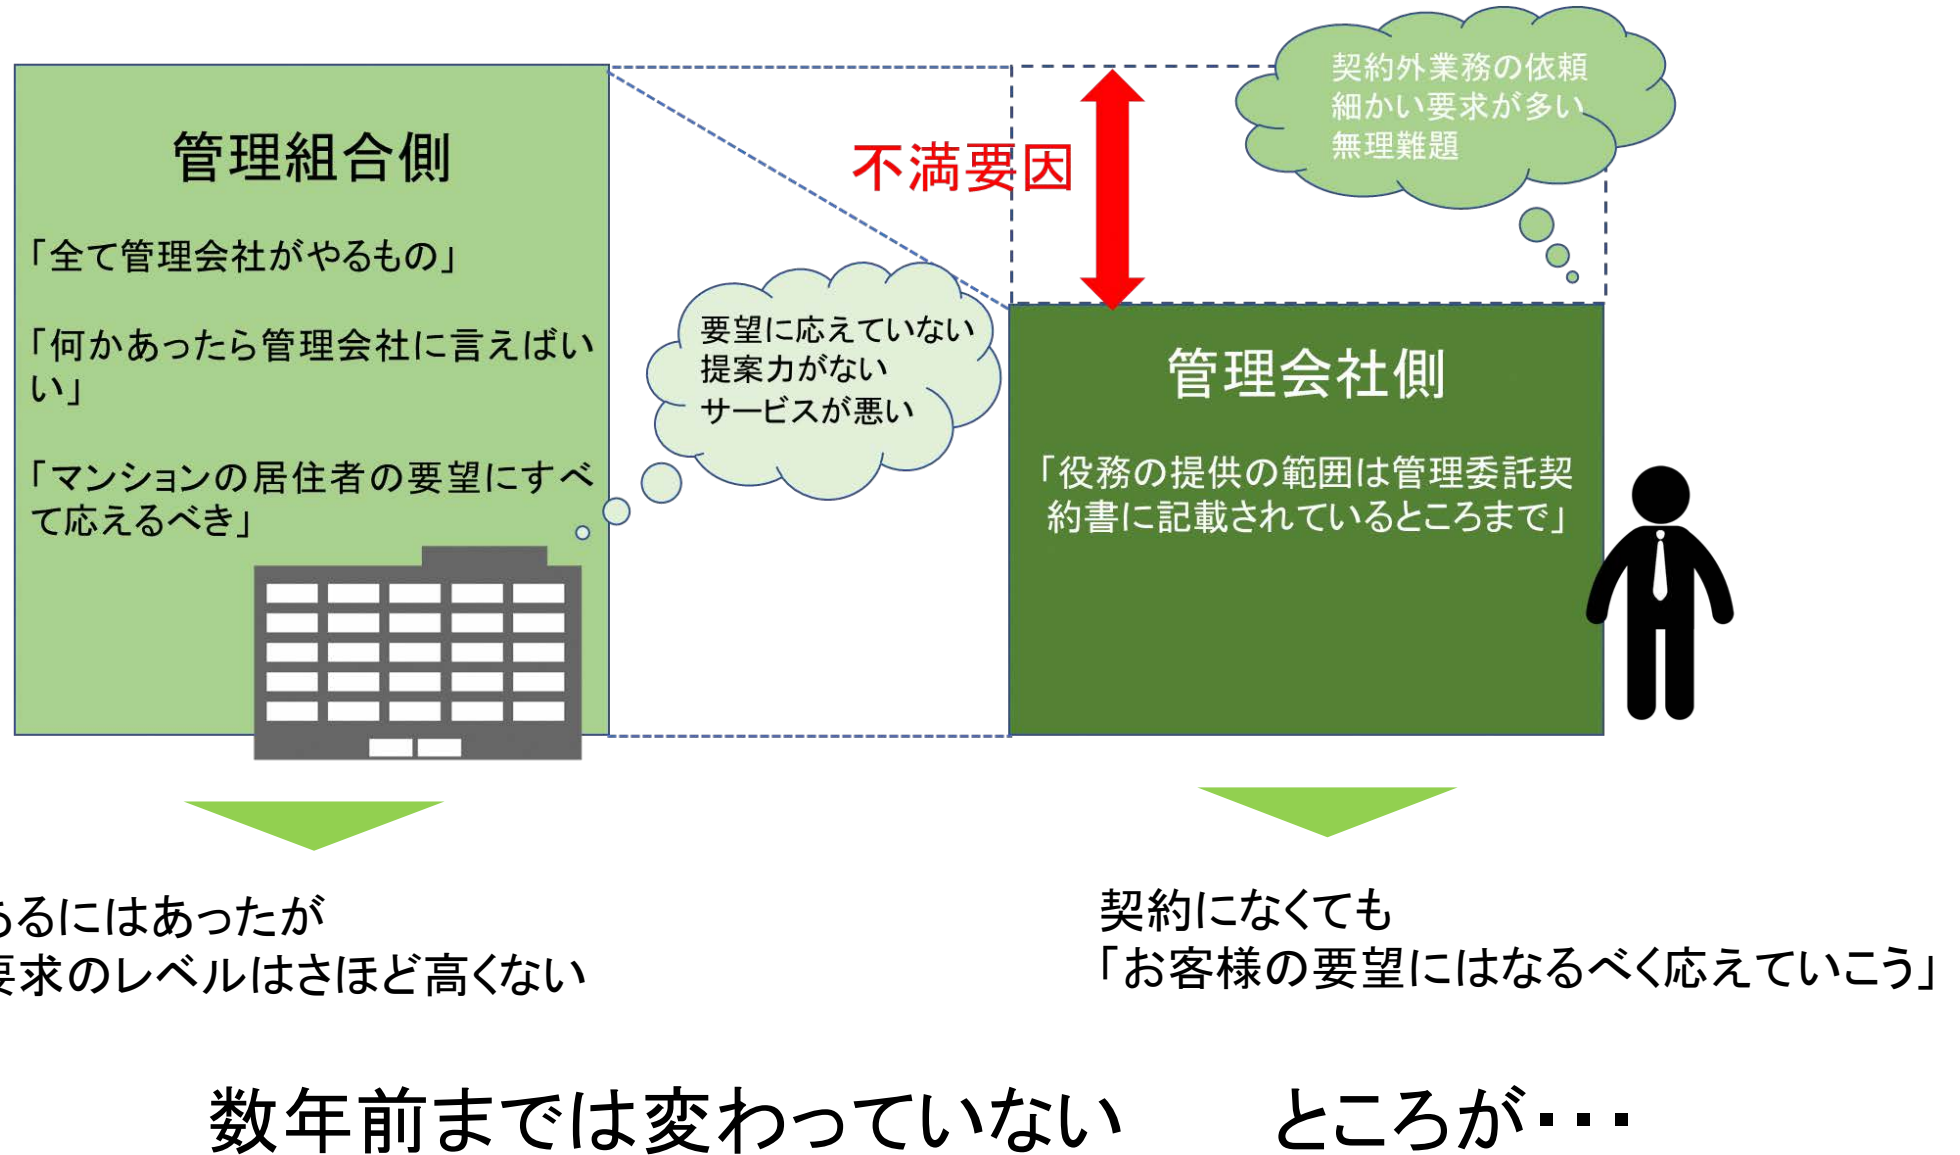 管理組合側
「全て管理会社がやるもの」
「何かあったら管理会社に言えばい
い」
「マンションの居住者の要望にすべ
て応えるべき」
不満要因
契約外業務の依頼
細かい要求が多い
無理難題
要望に応えていない
提案力がない
サービスが悪い
管理会社側
「役務の提供の範囲は管理委託契
約書に記載されているところまで」
あるにはあったが
要求のレベルはさほど高くない
契約になくても
「お客様の要望にはなるべく応えていこう」
数年前までは変わっていない　　ところが・・・